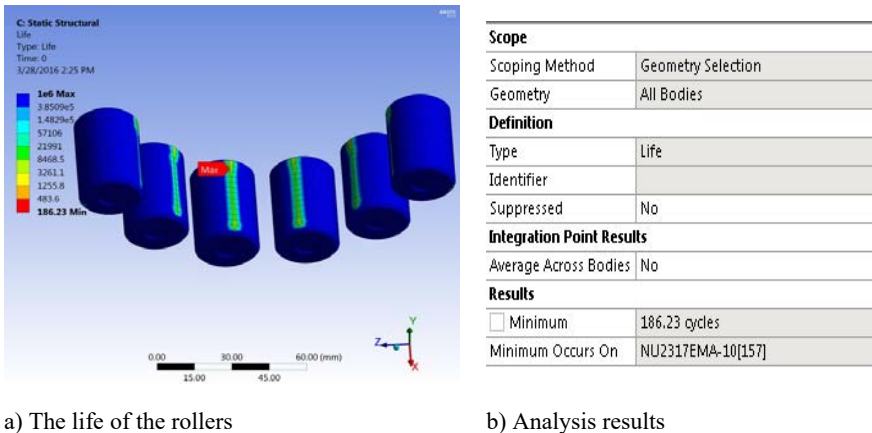 C: Static Structural
Life
Type: Life
Time: 0
3/28/2016 2:25 PM
1e6 Max
3.8509e5
1.4829e5
57106
21991
8468.5
3261.1
1255.8
483.6
186.23 Min
Max
Y
Z
X
0.00 30.00 60.00 (mm)
15.00 45.00
Scope
Scoping Method Geometry Selection
Geometry All Bodies
Definition
Type Life
Identifier
Suppressed No
Integration Point Results
Average Across Bodies No
Results
Minimum 186.23 cycles
Minimum Occurs On NU2317EMA-10[157]
a) The life of the rollers b) Analysis results